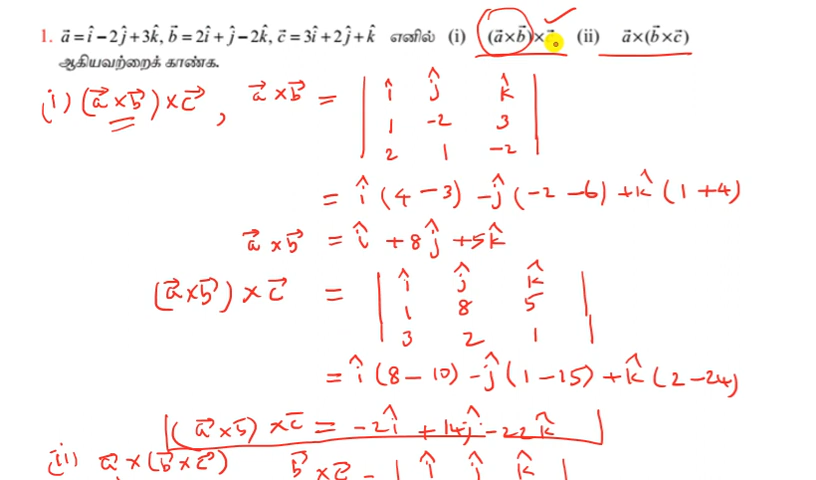 1. a⃗ = î − 2ĵ + 3k̂, b⃗ = 2î + ĵ − 2k̂, c⃗ = 3î + 2ĵ + k̂ எனில் (i) (a⃗×b⃗)× (ii) a⃗×(b⃗×c⃗)
ஆகியவற்றைக் காண்க.
(i) (a⃗ × b⃗) × c⃗ , a⃗ × b⃗ = | î ĵ k̂ |
1 -2 3
2 1 -2
= î (4 − 3) − ĵ (−2 − 6) + k̂ (1 + 4)
a⃗ × b⃗ = î + 8ĵ + 5k̂
(a⃗ × b⃗) × c⃗ = | î ĵ k̂ |
1 8 5
3 2 1
= î (8 − 10) − ĵ (1 − 15) + k̂ (2 − 24)
(a⃗ × b⃗) × c⃗ = −2î + 14ĵ − 22k̂
(ii) a⃗ × (b⃗ × c⃗) b⃗ × c⃗ = | î ĵ k̂ |